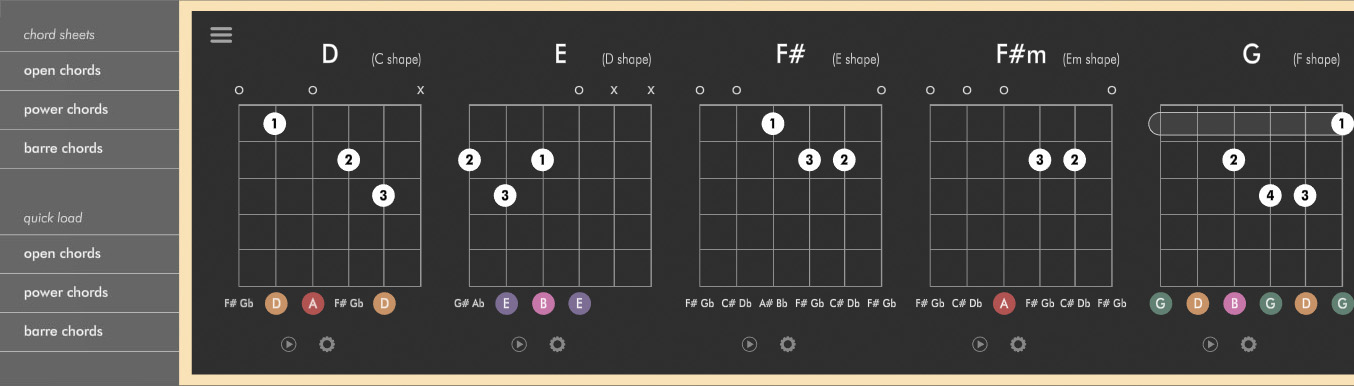 chord sheets
open chords
power chords
barre chords
quick load
open chords
power chords
barre chords
D (C shape) E (D shape) F# (E shape) F#m (Em shape) G (F shape)
o o x o x x o o o o o o o
1 1 1
2 2 1 3 2 3 2 2
3 3 4 3
F# Gb D A F# Gb D G# Ab E B E F# Gb C# Db A# Bb F# Gb C# Db F# Gb F# Gb C# Db A F# Gb C# Db F# Gb G D B G D G